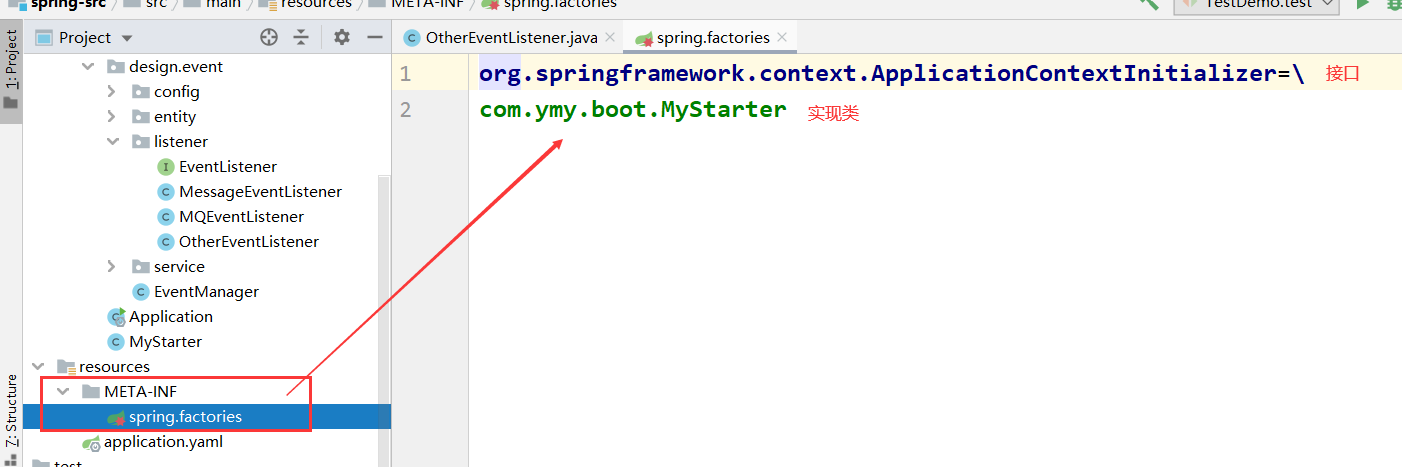 spring-src src main resources META-INF spring.factories TestDemo.test
1: Project
Project
OtherEventListener.java
spring.factories
design.event
config
entity
listener
EventListener
MessageEventListener
MQEventListener
OtherEventListener
service
EventManager
Application
MyStarter
resources
META-INF
spring.factories
application.yaml
test
Z: Structure
1 org.springframework.context.ApplicationContextInitializer=\ 接口
2 com.ymy.boot.MyStarter 实现类